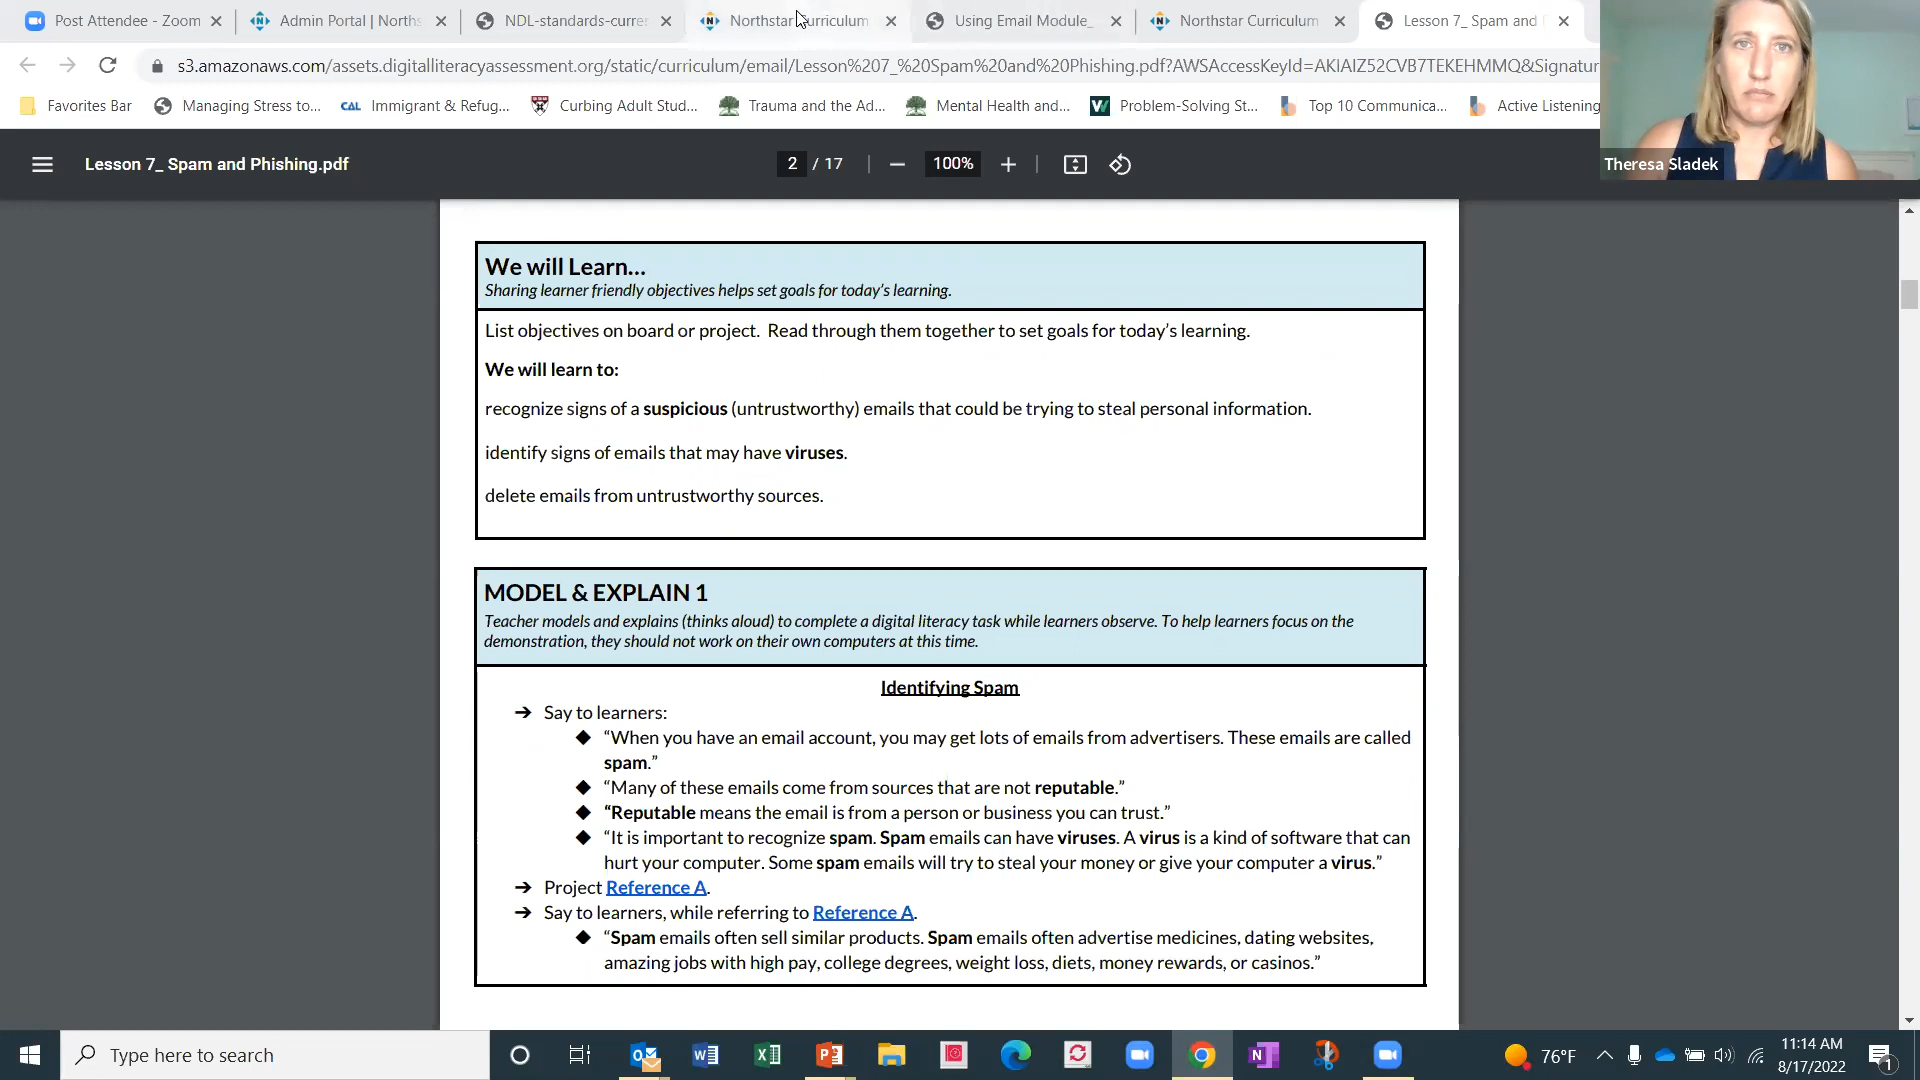 Post Attendee - Zoom
Admin Portal | Norths
NDL-standards-curre
Northstar Curriculum
Using Email Module_
Northstar Curriculum
Lesson 7_ Spam and
s3.amazonaws.com/assets.digitalliteracyassessment.org/static/curriculum/email/Lesson%207_%20Spam%20and%20Phishing.pdf?AWSAccessKeyId=AKIAIZ52CVB7TEKEHMMQ&Signatur
Favorites Bar
Managing Stress to...
CAL Immigrant & Refug...
Curbing Adult Stud...
Trauma and the Ad...
Mental Health and...
Problem-Solving St...
Top 10 Communica...
Active Listening
Theresa Sladek
Lesson 7_ Spam and Phishing.pdf
2 / 17
100%
We will Learn...
Sharing learner friendly objectives helps set goals for today's learning.
List objectives on board or project. Read through them together to set goals for today's learning.
We will learn to:
recognize signs of a suspicious (untrustworthy) emails that could be trying to steal personal information.
identify signs of emails that may have viruses.
delete emails from untrustworthy sources.
MODEL & EXPLAIN 1
Teacher models and explains (thinks aloud) to complete a digital literacy task while learners observe. To help learners focus on the
demonstration, they should not work on their own computers at this time.
Identifying Spam
➔ Say to learners:
◆ “When you have an email account, you may get lots of emails from advertisers. These emails are called
spam.”
◆ “Many of these emails come from sources that are not reputable.”
◆ “Reputable means the email is from a person or business you can trust.”
◆ “It is important to recognize spam. Spam emails can have viruses. A virus is a kind of software that can
hurt your computer. Some spam emails will try to steal your money or give your computer a virus.”
➔ Project Reference A.
➔ Say to learners, while referring to Reference A.
◆ “Spam emails often sell similar products. Spam emails often advertise medicines, dating websites,
amazing jobs with high pay, college degrees, weight loss, diets, money rewards, or casinos.”
Type here to search
76°F
11:14 AM
8/17/2022
1